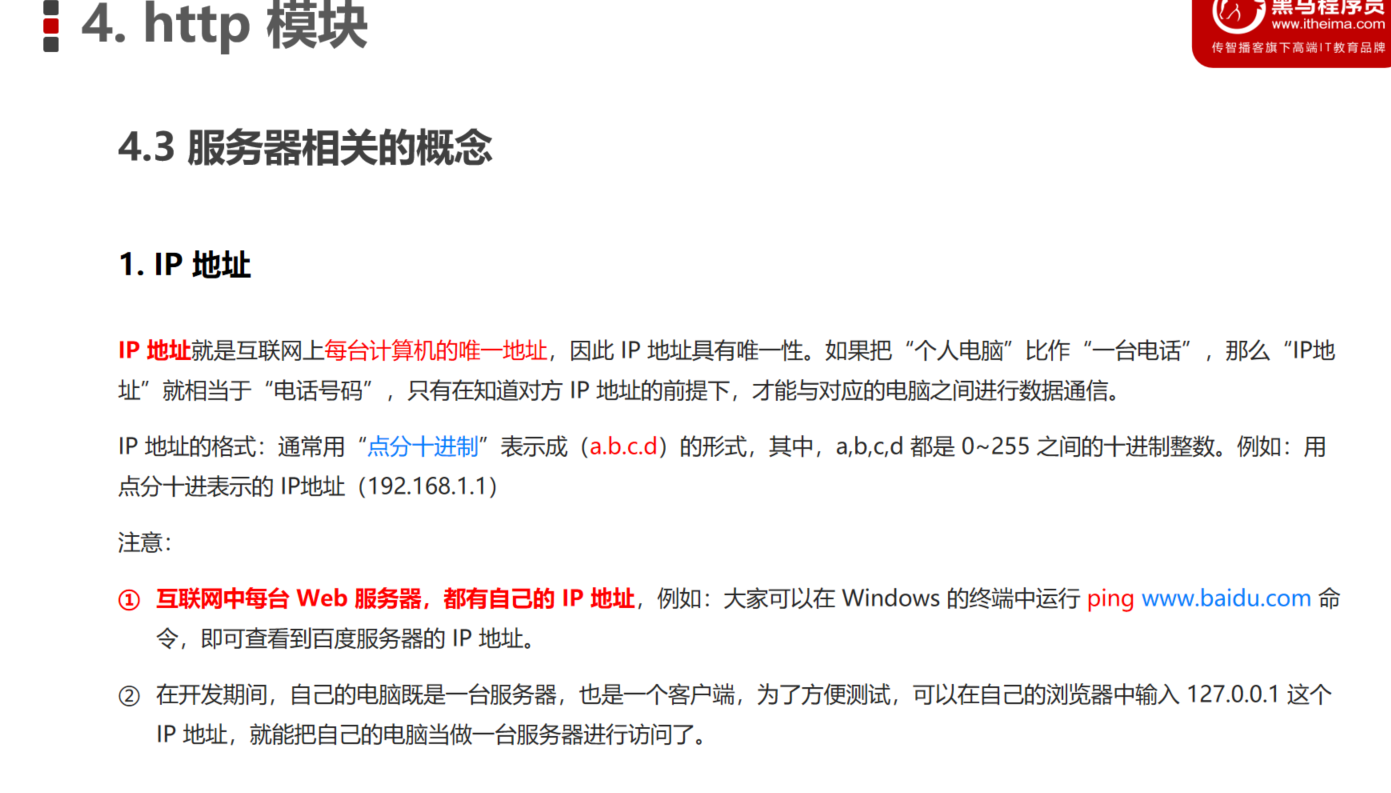 4. http 模块
黑马程序员
www.itheima.com
传智播客旗下高端IT教育品牌
4.3 服务器相关的概念
1. IP 地址
IP 地址就是互联网上每台计算机的唯一地址，因此 IP 地址具有唯一性。如果把“个人电脑”比作“一台电话”，那么“IP地
址”就相当于“电话号码”，只有在知道对方 IP 地址的前提下，才能与对应的电脑之间进行数据通信。
IP 地址的格式：通常用“点分十进制”表示成（a.b.c.d）的形式，其中，a,b,c,d 都是 0~255 之间的十进制整数。例如：用
点分十进表示的 IP地址（192.168.1.1）
注意：
① 互联网中每台 Web 服务器，都有自己的 IP 地址，例如：大家可以在 Windows 的终端中运行 ping www.baidu.com 命
令，即可查看到百度服务器的 IP 地址。
② 在开发期间，自己的电脑既是一台服务器，也是一个客户端，为了方便测试，可以在自己的浏览器中输入 127.0.0.1 这个
IP 地址，就能把自己的电脑当做一台服务器进行访问了。